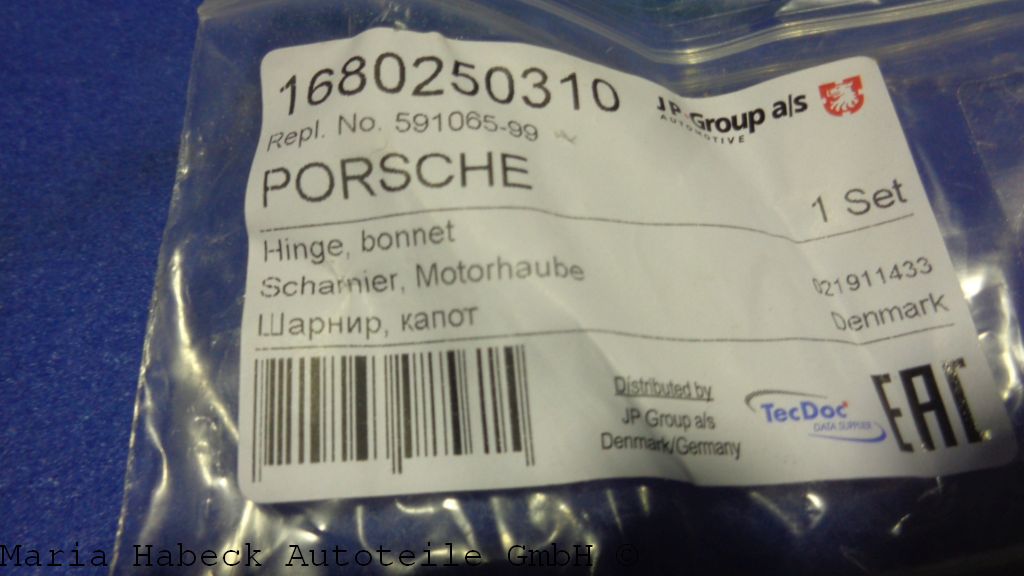 1680250310
JP Group a/s
AUTOMOTIVE
Repl. No. 591065-99
PORSCHE
1 Set
Hinge, bonnet
Scharnier, Motorhaube
021911433
Шарнир, капот
Denmark
Distributed by
JP Group a/s
Denmark/Germany
TecDoc
DATA SUPPLIER
EAC
Maria Habeck Autoteile GmbH ©